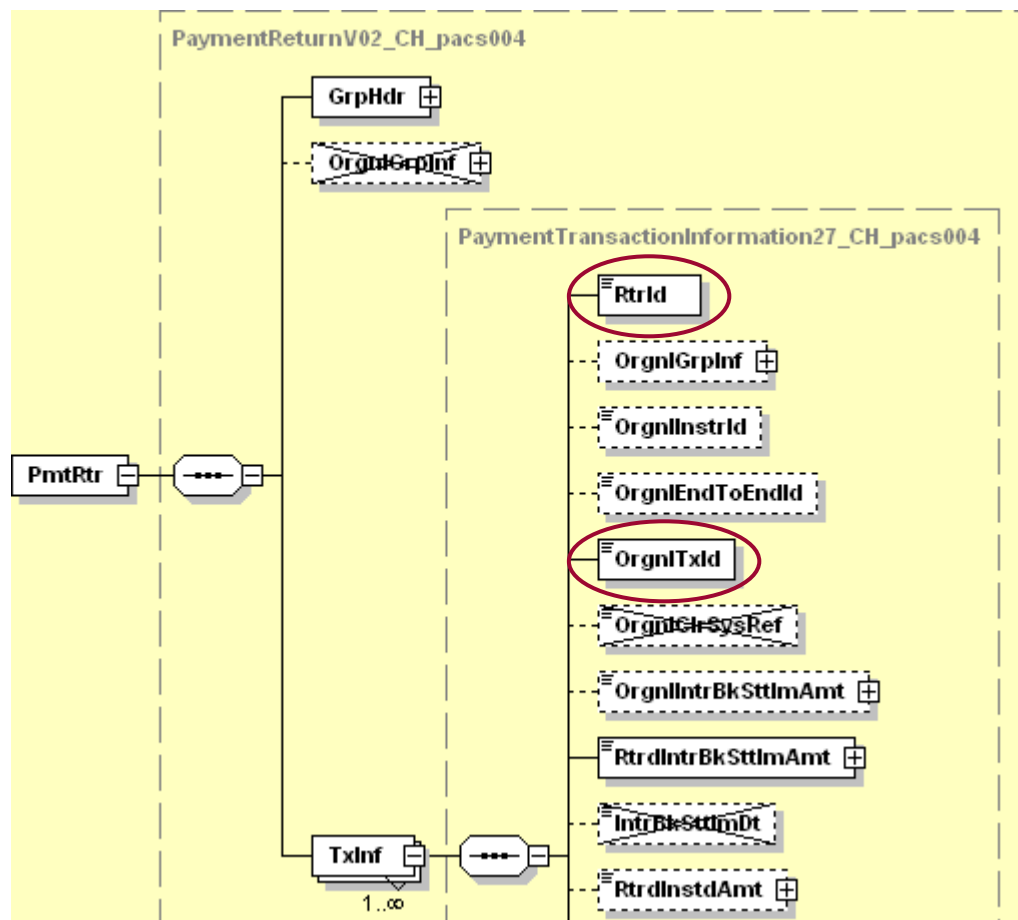 PaymentReturnV02_CH_pacs004
GrpHdr
OrgnlGrpInf
PaymentTransactionInformation27_CH_pacs004
RtrId
OrgnlGrpInf
OrgnlInstrId
OrgnlEndToEndId
PmtRtr
OrgnlTxId
OrgnlClrSysRef
OrgnlIntrBkSttlmAmt
RtrdIntrBkSttlmAmt
IntrBkSttlmDt
TxInf
1..∞
RtrdInstdAmt